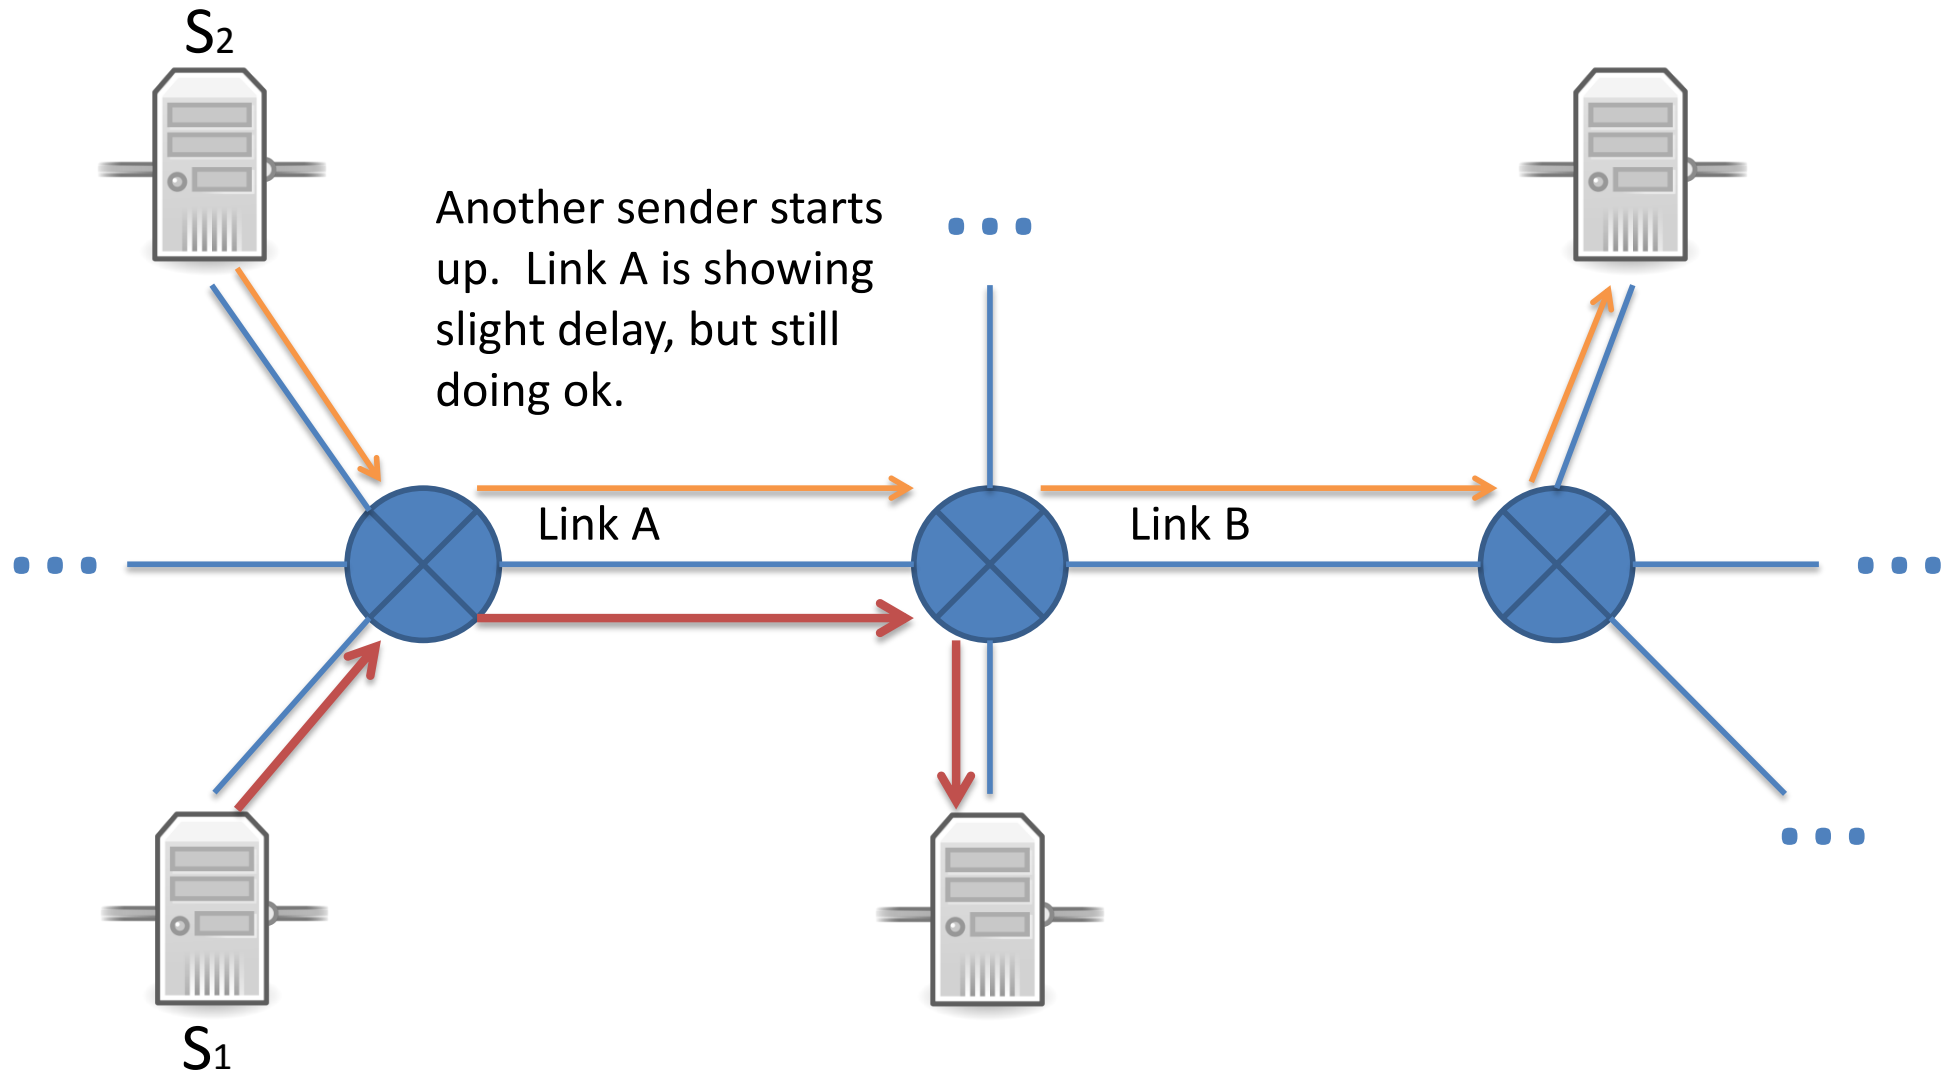 S2
Another sender starts
up.  Link A is showing
slight delay, but still
doing ok.
Link A
Link B
S1